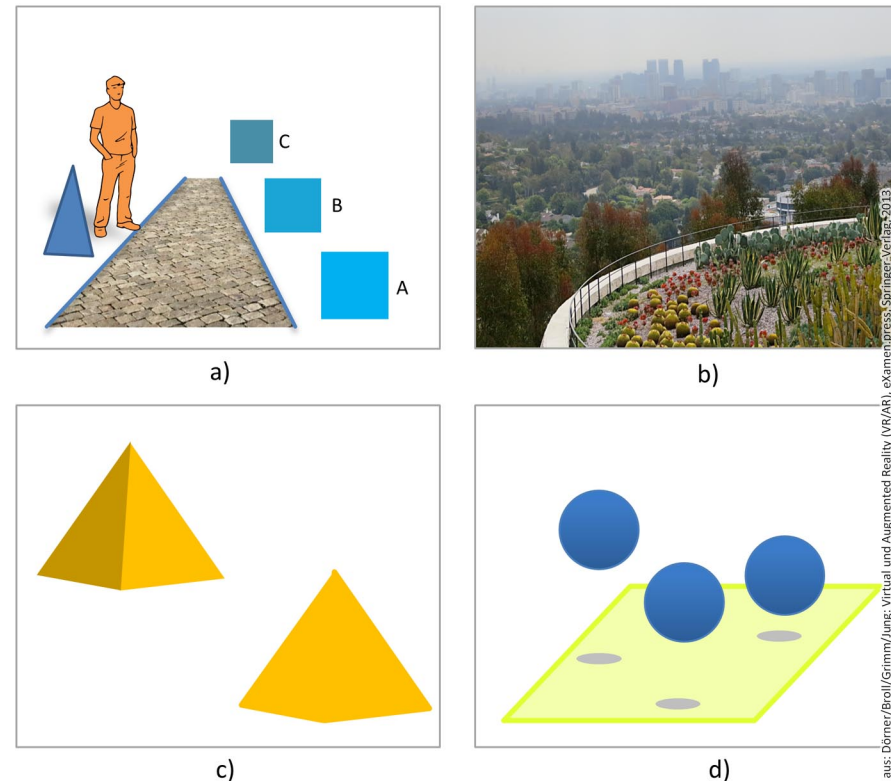 C
B
A
a)
b)
c)
d)
aus: Dörner/Broll/Grimm/Jung: Virtual und Augmented Reality (VR/AR), eXamen.press, Springer-Verlag, 2013